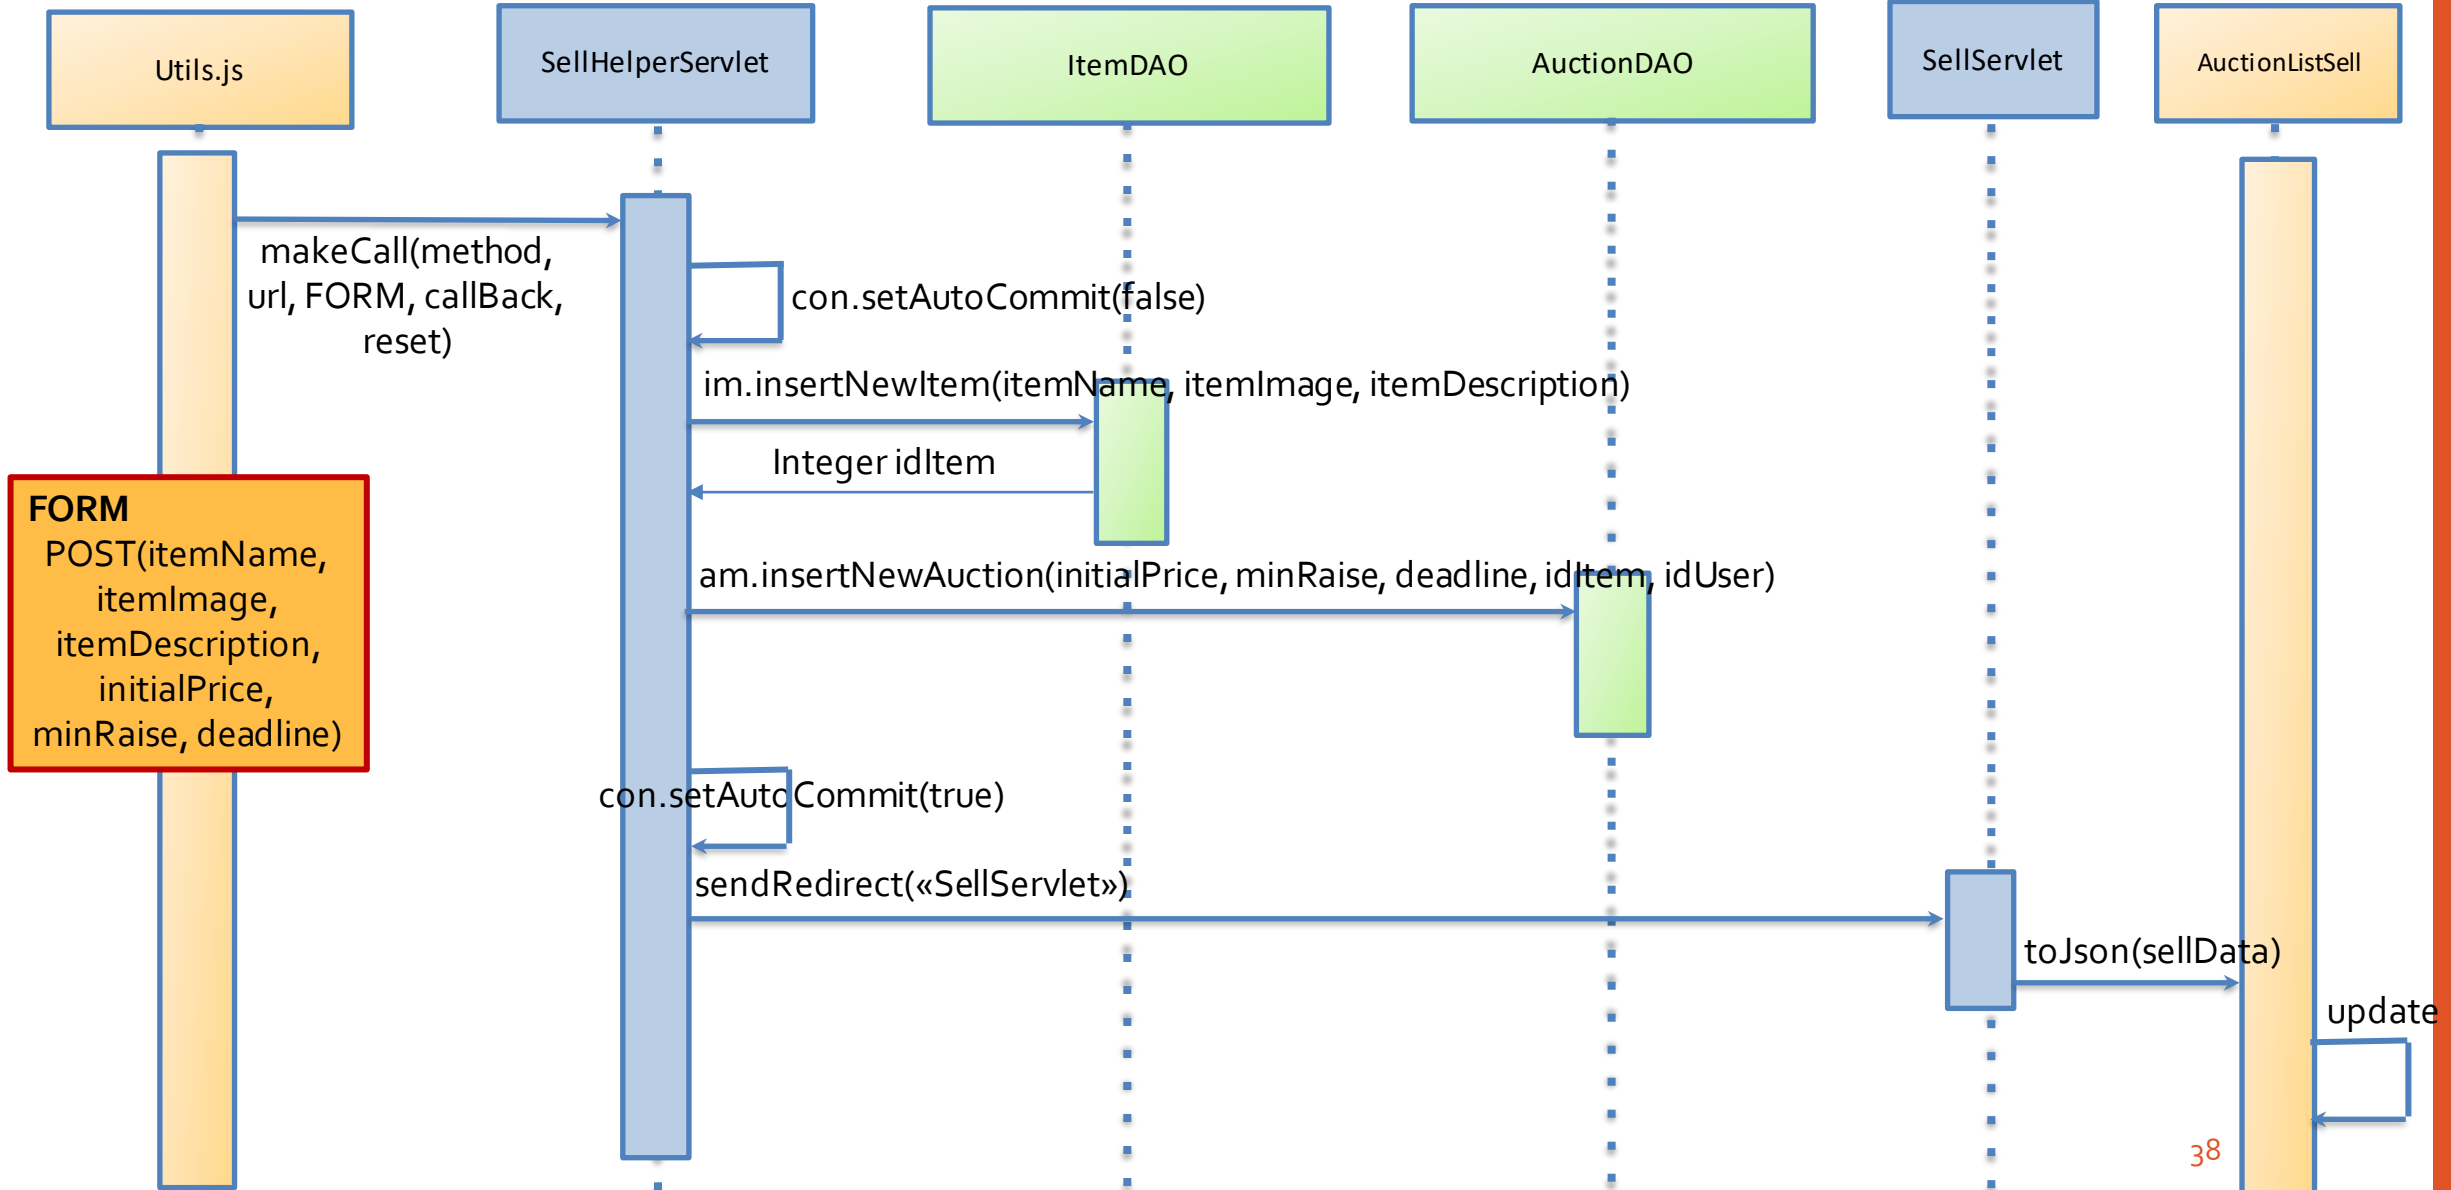 Utils.js
SellHelperServlet
ItemDAO
AuctionDAO
SellServlet
AuctionListSell
makeCall(method,
url, FORM, callBack,
reset)
con.setAutoCommit(false)
im.insertNewItem(itemName, itemImage, itemDescription)
Integer idItem
FORM
POST(itemName,
itemImage,
itemDescription,
initialPrice,
minRaise, deadline)
am.insertNewAuction(initialPrice, minRaise, deadline, idItem, idUser)
con.setAutoCommit(true)
sendRedirect(«SellServlet»)
toJson(sellData)
update
38